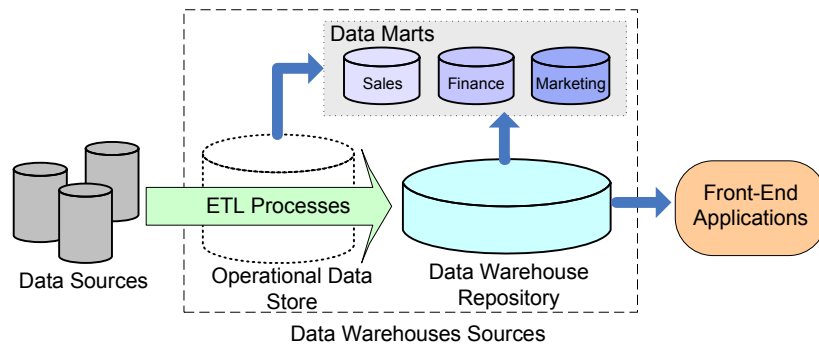 Data Marts
Sales
Finance
Marketing
ETL Processes
Front-End
Applications
Data Sources
Operational Data
Store
Data Warehouse
Repository
Data Warehouses Sources